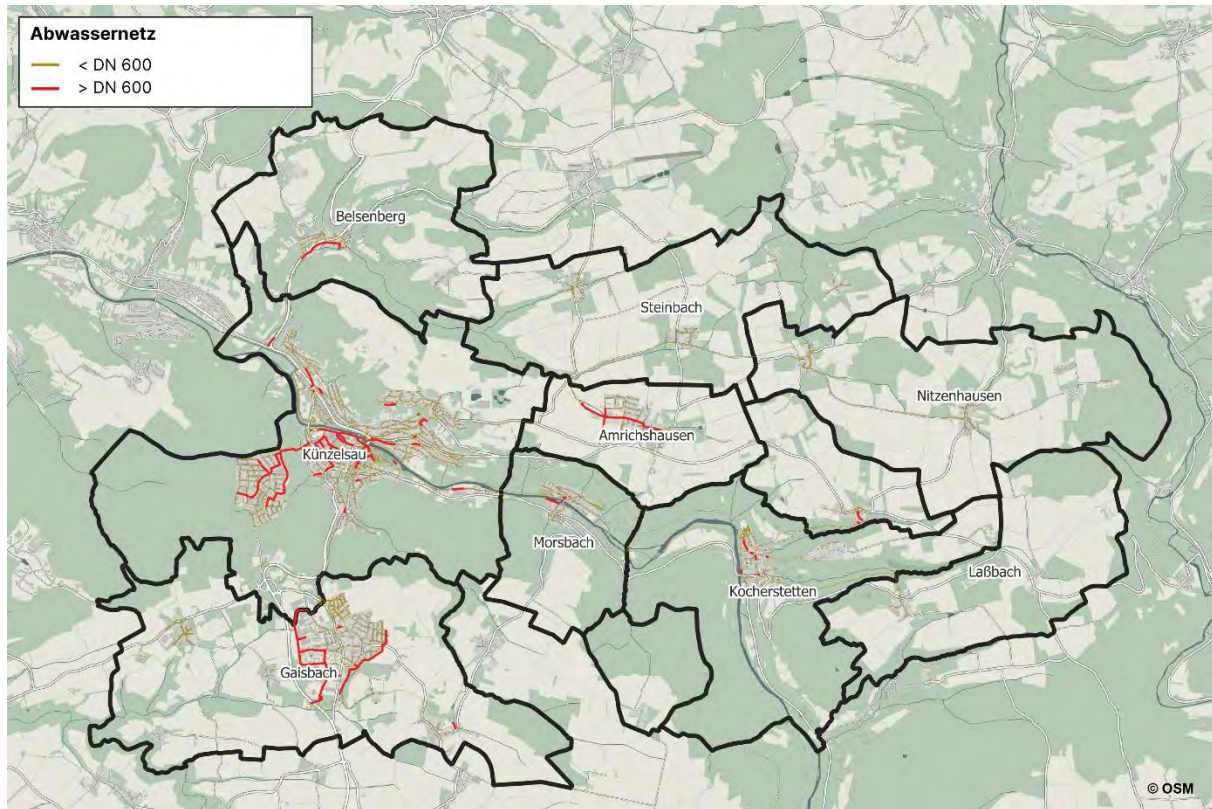 Abwassernetz
< DN 600
> DN 600
Belsenberg
Steinbach
Nitzenhausen
Amrichshausen
Künzelsau
Morsbach
Laßbach
Kocherstetten
Gaisbach
© OSM